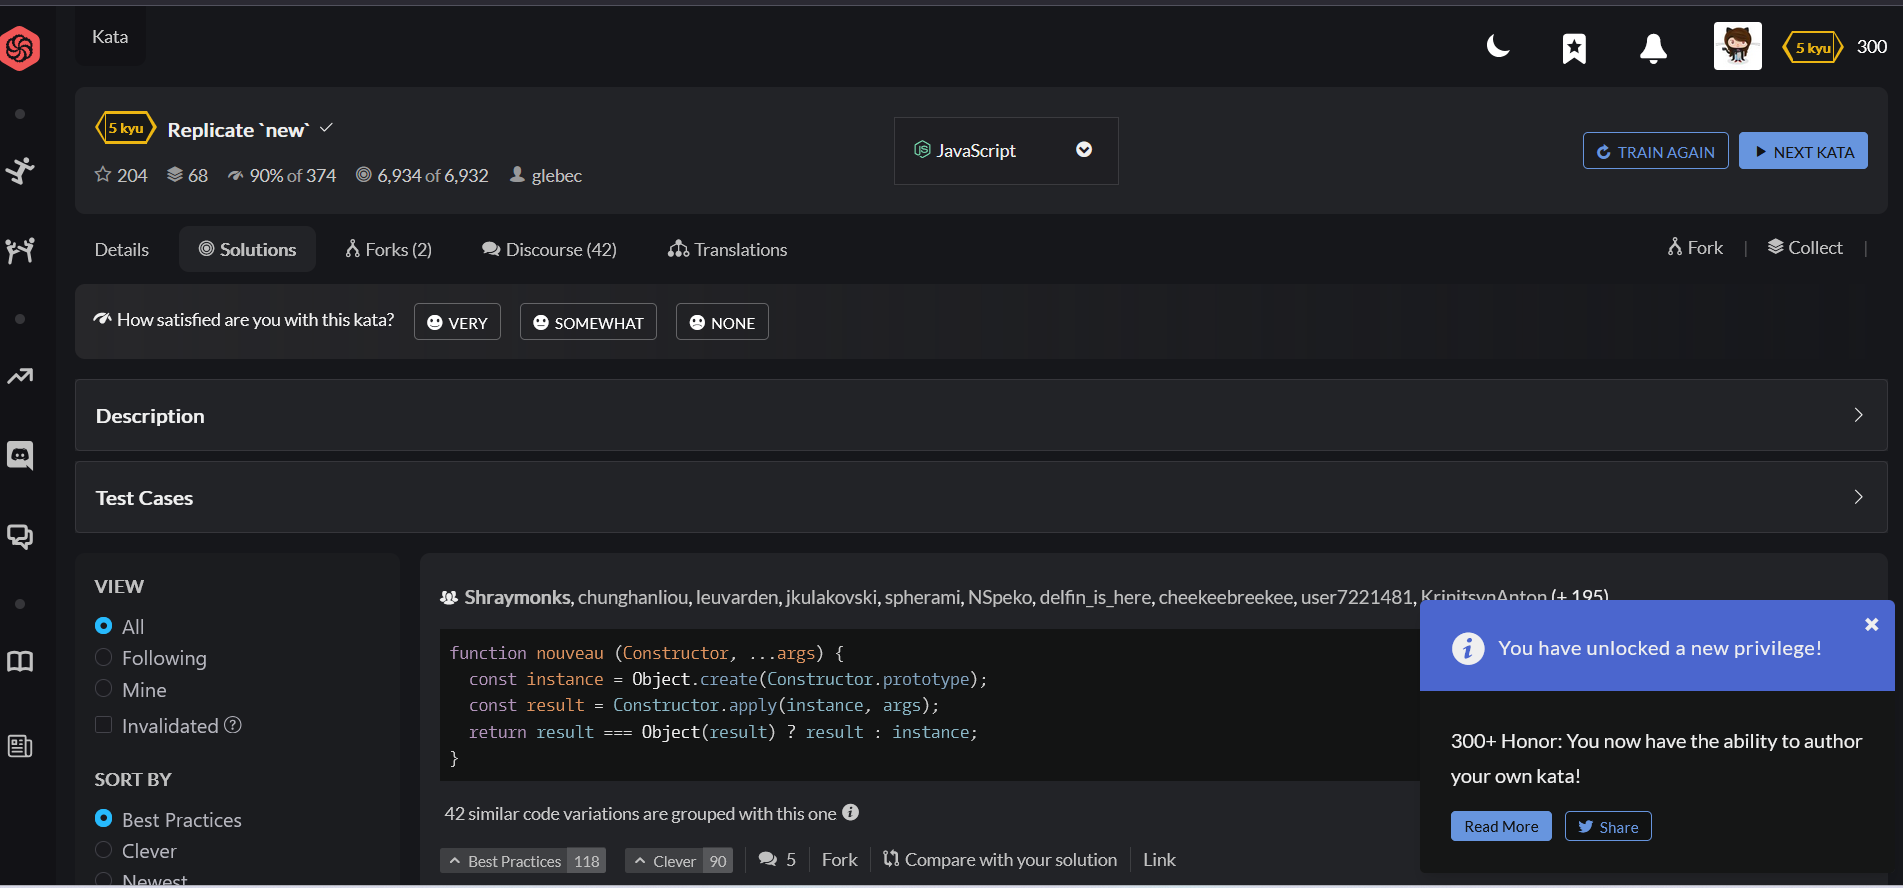 Kata
5 kyu 300
5 kyu Replicate `new`
204 68 90% of 374 6,934 of 6,932 glebec
JavaScript
TRAIN AGAIN NEXT KATA
Details Solutions Forks (2) Discourse (42) Translations Fork | Collect |
How satisfied are you with this kata? VERY SOMEWHAT NONE
Description
Test Cases
VIEW
All
Following
Mine
Invalidated
SORT BY
Best Practices
Clever
Newest
Shraymonks, chunghanliou, leuvarden, jkulakovski, spherami, NSpeko, delfin_is_here, cheekeebreekee, user7221481, KrinitsynAnton (+ 195)
function nouveau (Constructor, ...args) {
const instance = Object.create(Constructor.prototype);
const result = Constructor.apply(instance, args);
return result === Object(result) ? result : instance;
}
42 similar code variations are grouped with this one
Best Practices 118 Clever 90 5 Fork Compare with your solution Link
You have unlocked a new privilege!
300+ Honor: You now have the ability to author
your own kata!
Read More Share